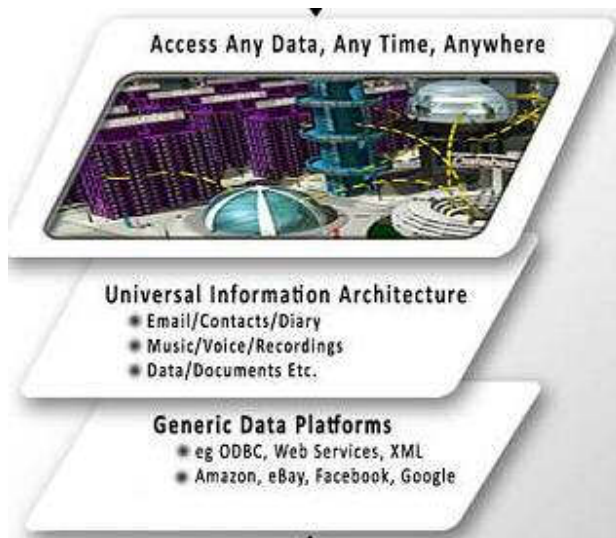 Access Any Data, Any Time, Anywhere
Database
Universal Information Architecture
Email/Contacts/Diary
Music/Voice/Recordings
Data/Documents Etc.
Generic Data Platforms
eg ODBC, Web Services, XML
Amazon, eBay, Facebook, Google